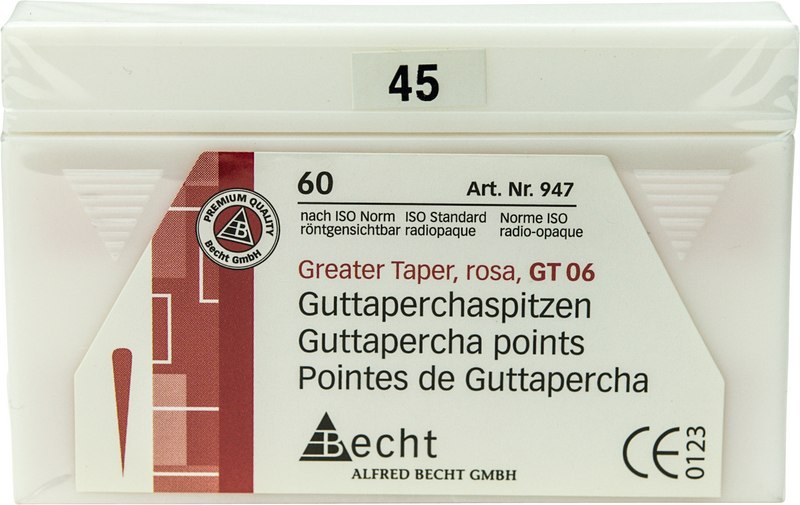 45
60 Art. Nr. 947
nach ISO Norm ISO Standard Norme ISO
röntgensichtbar radiopaque radio-opaque
PREMIUM QUALITY
B
Becht GmbH
Greater Taper, rosa, GT 06
Guttaperchaspitzen
Guttapercha points
Pointes de Guttapercha
Becht
ALFRED BECHT GMBH
CE 0123